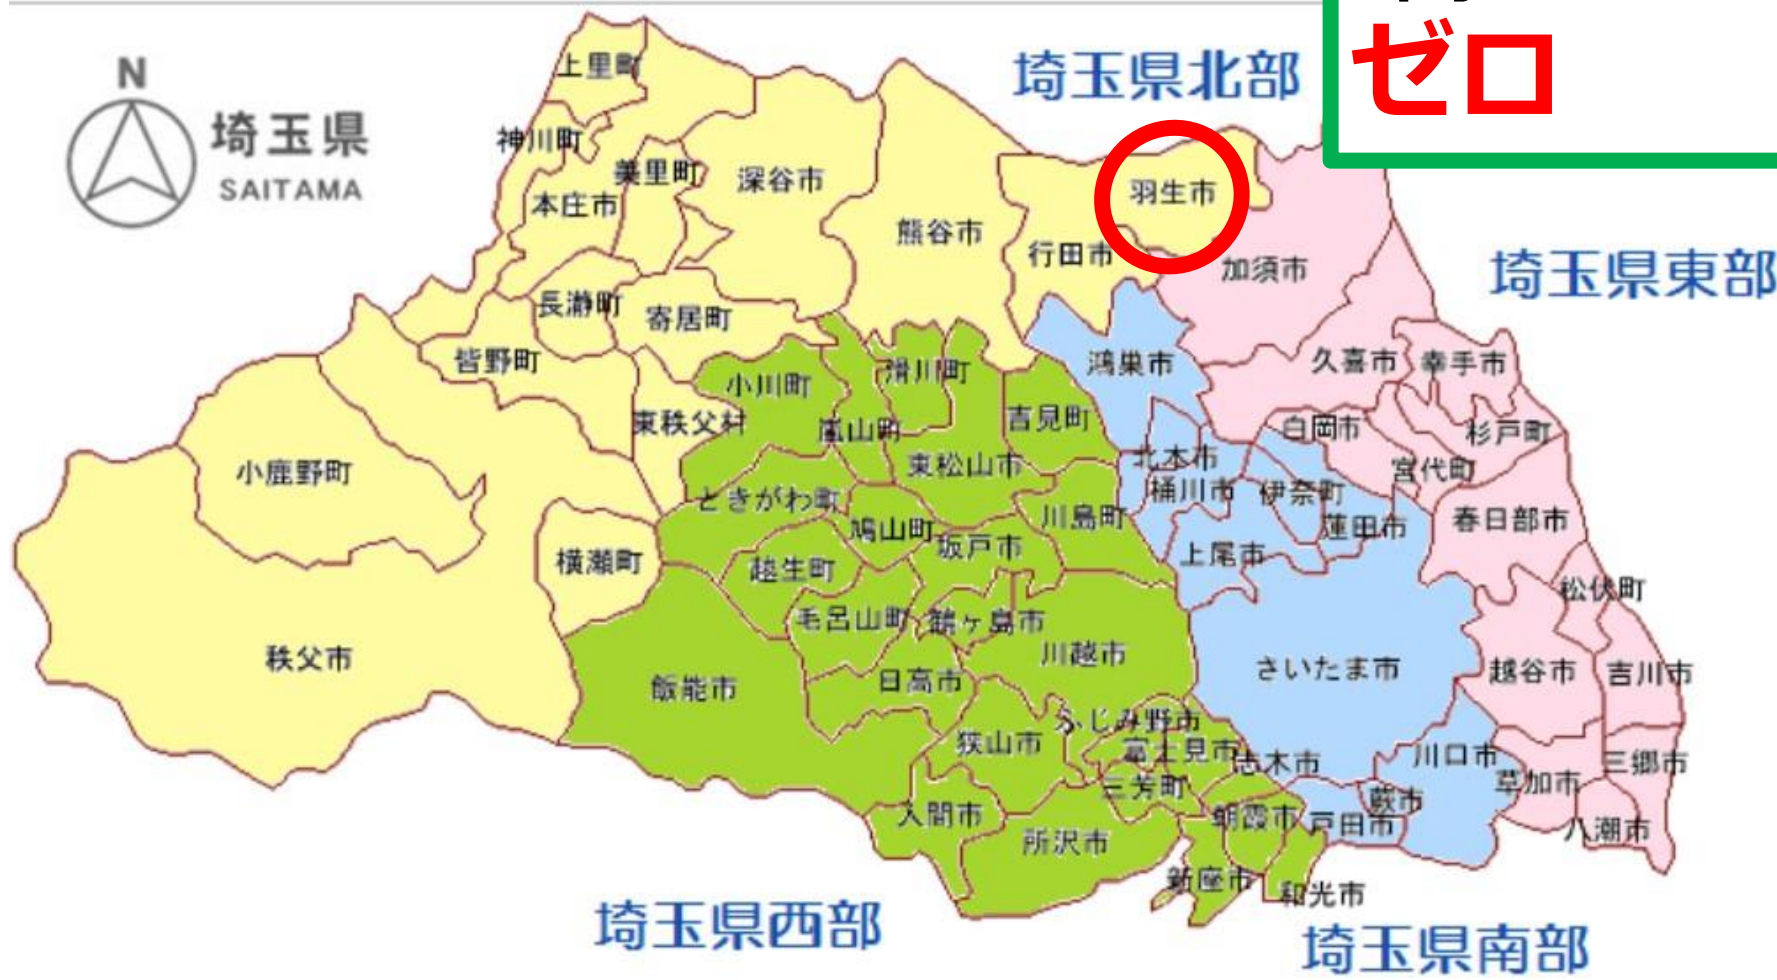 ゼロ
埼玉県北部
N
埼玉県
SAITAMA
上里町
神川町
美里町
本庄市
深谷市
熊谷市
羽生市
行田市
加須市
埼玉県東部
長瀞町
寄居町
皆野町
小川町
滑川町
鴻巣市
久喜市
幸手市
東秩父村
嵐山町
吉見町
白岡市
杉戸町
小鹿野町
東松山市
北本市
宮代町
ときがわ町
川島町
桶川市
伊奈町
鳩山町
坂戸市
蓮田市
春日部市
横瀬町
越生町
上尾市
松伏町
毛呂山町
鶴ヶ島市
秩父市
川越市
さいたま市
越谷市
吉川市
飯能市
日高市
ふじみ野市
狭山市
富士見市
志木市
川口市
三郷市
三芳町
草加市
入間市
蕨市
朝霞市
戸田市
八潮市
所沢市
新座市
和光市
埼玉県西部
埼玉県南部